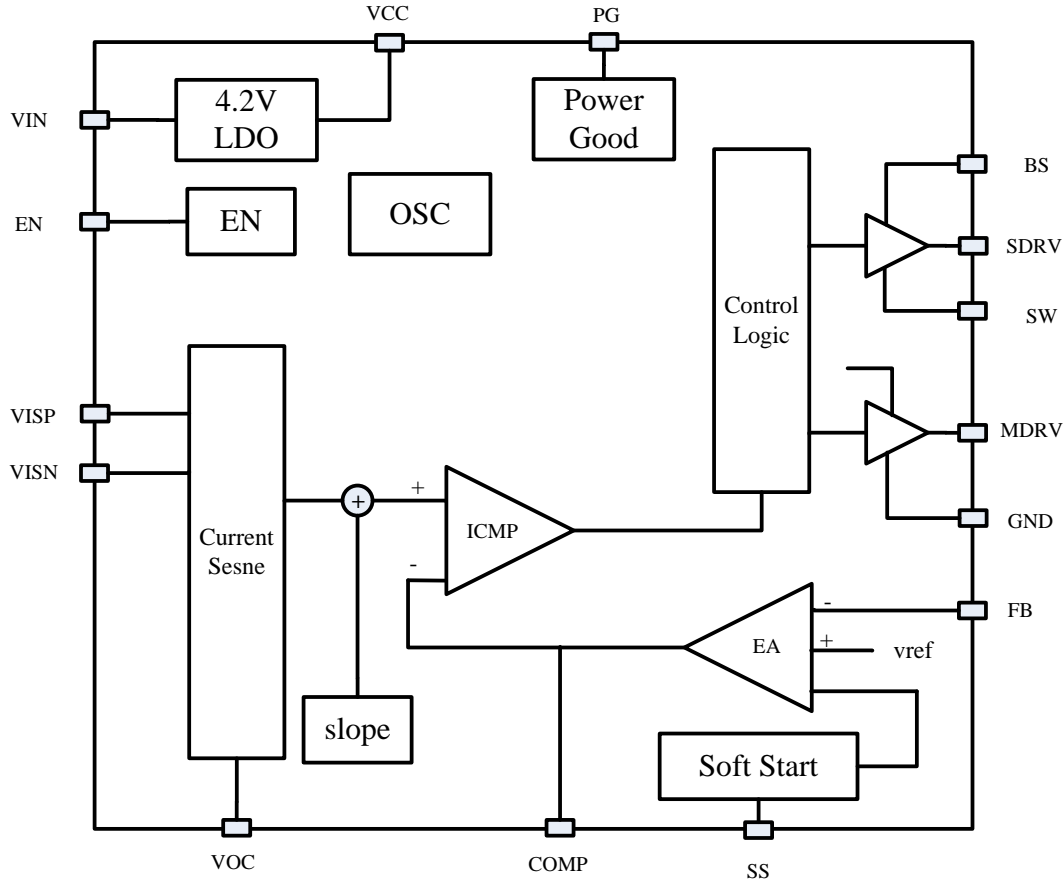 VCC
PG
VIN
4.2V
LDO
Power
Good
BS
EN
EN
OSC
SDRV
Control
Logic
SW
VISP
MDRV
VISN
+
+
ICMP
GND
Current
Sesne
-
FB
-
EA
+
vref
slope
Soft Start
VOC
COMP
SS